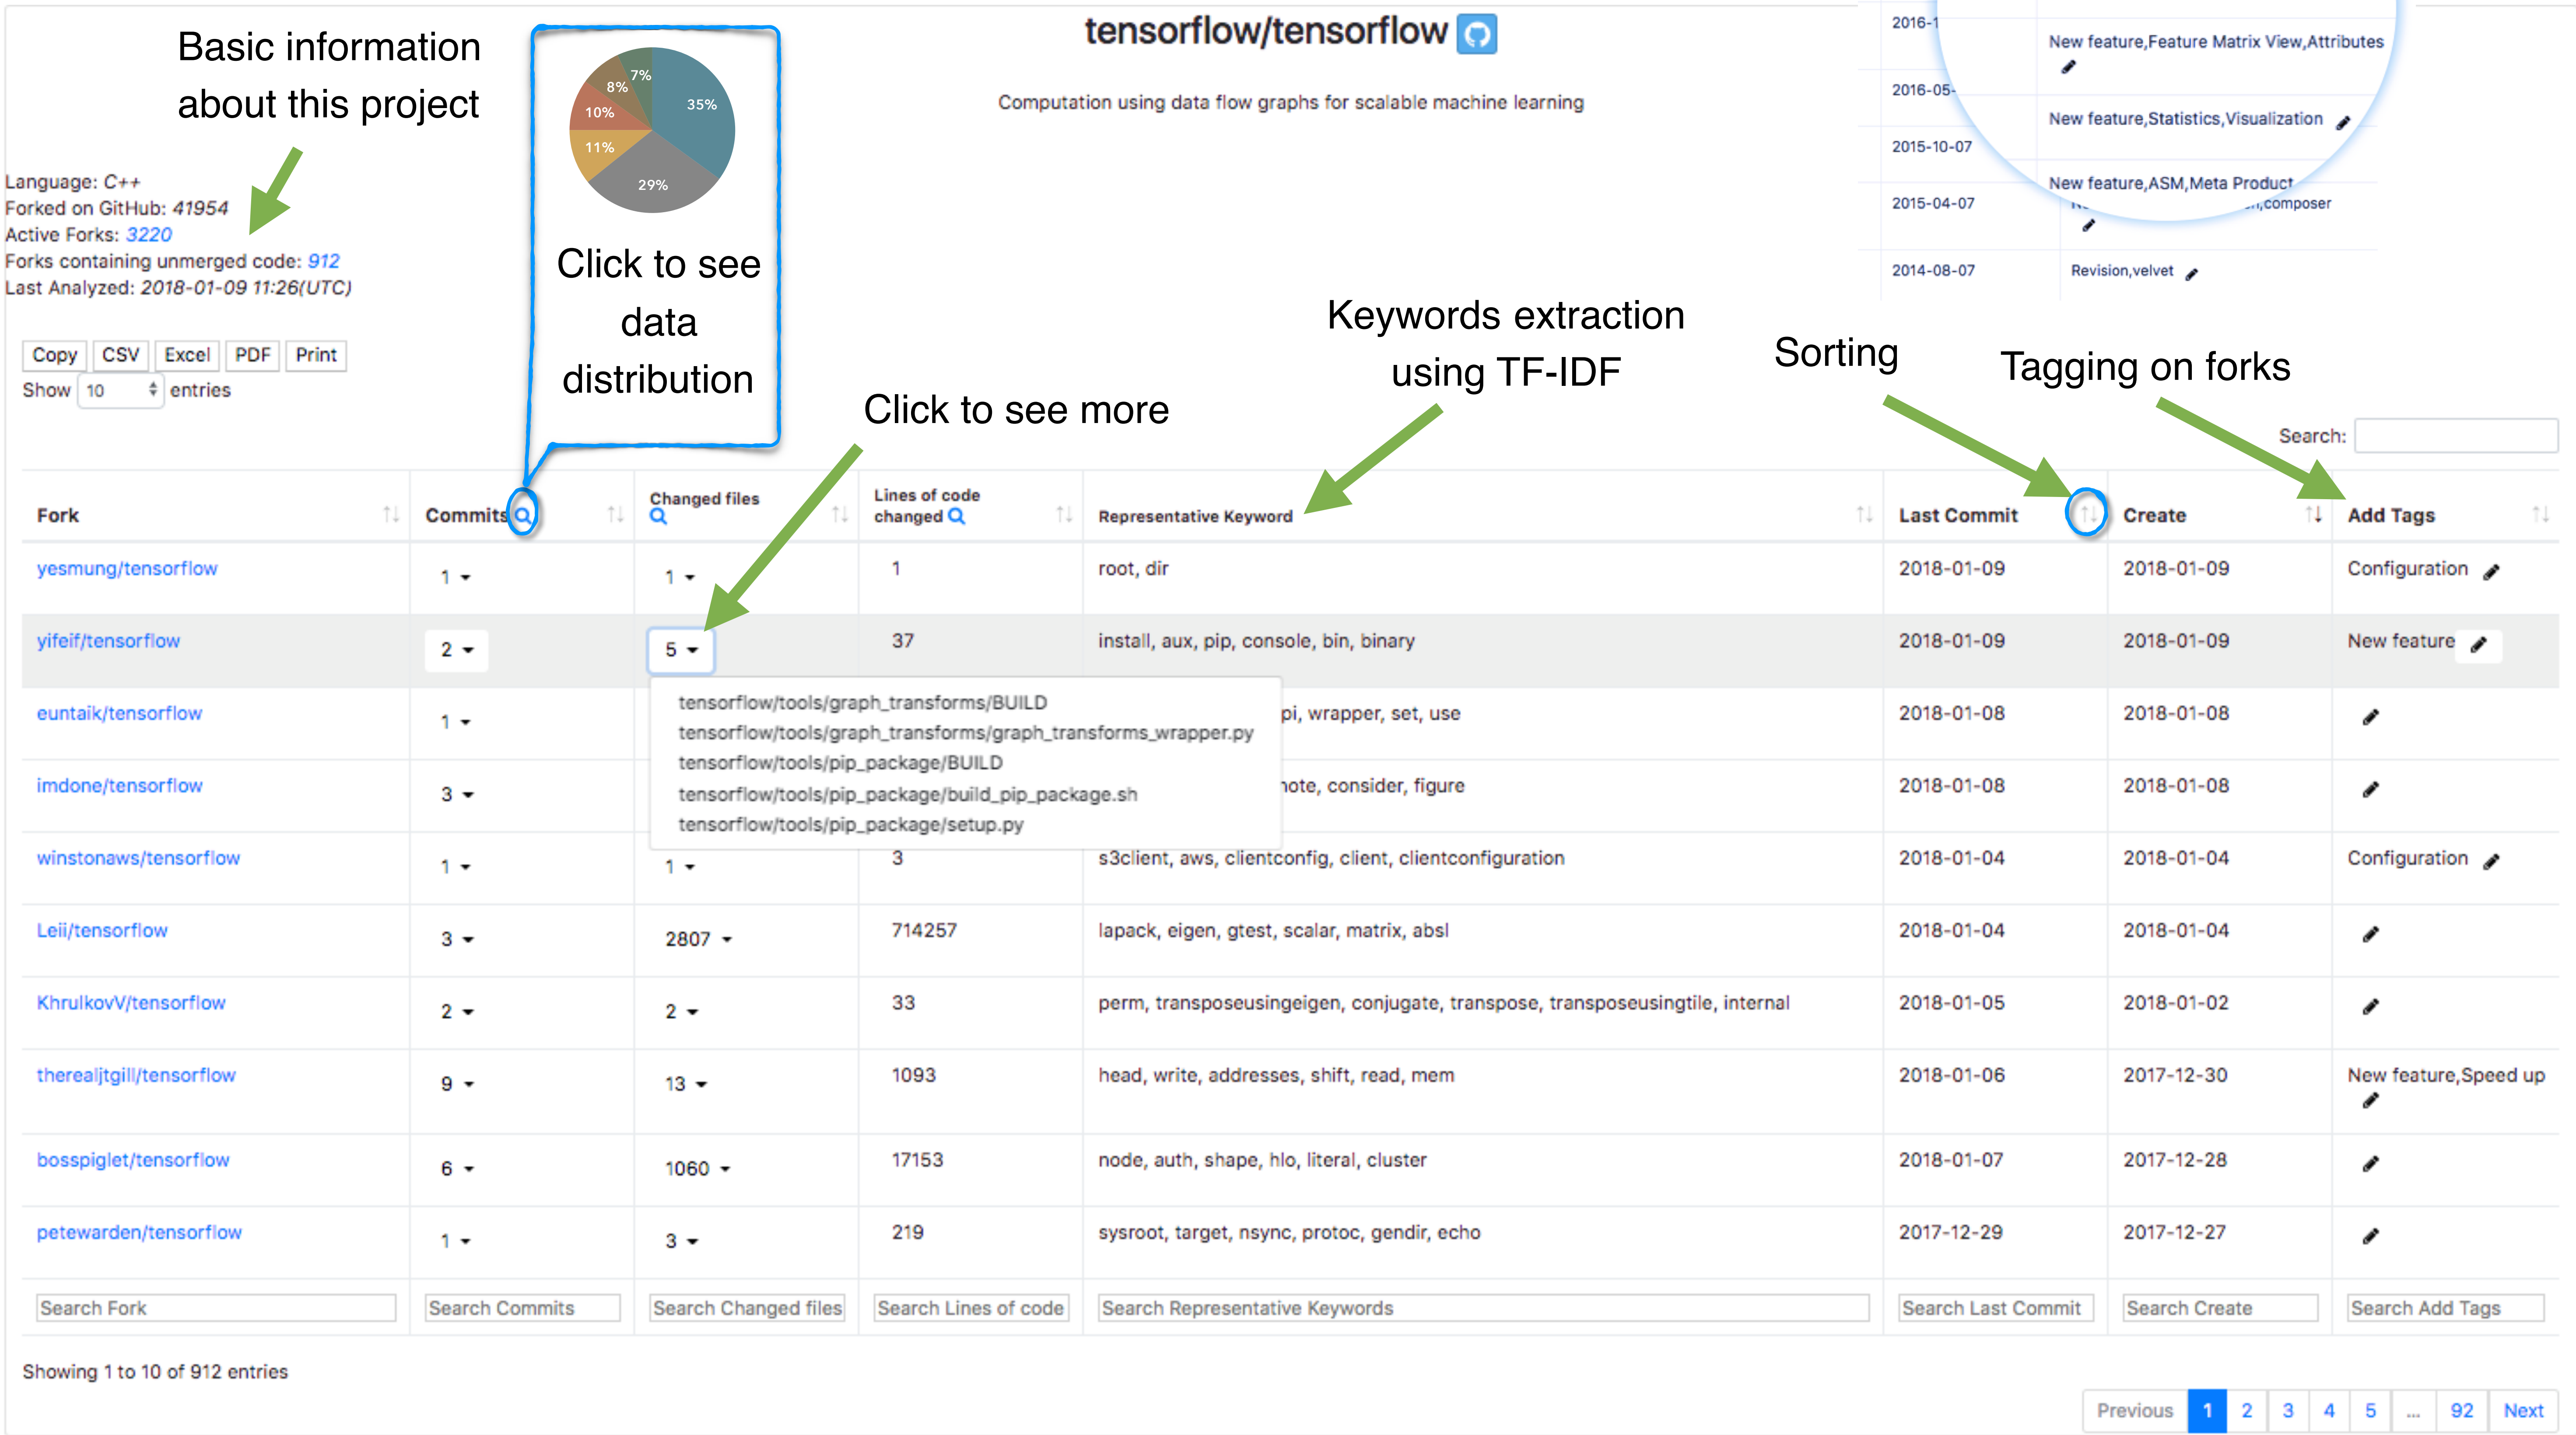 Basic information
about this project
35%
29%
11%
10%
8%
7%
Click to see
data
distribution
tensorflow/tensorflow
Computation using data flow graphs for scalable machine learning
2016-1
New feature,Feature Matrix View,Attributes
2016-05-
New feature,Statistics,Visualization
2015-10-07
New feature,ASM,Meta Product
2015-04-07
,composer
2014-08-07 Revision,velvet
Language: C++
Forked on GitHub: 41954
Active Forks: 3220
Forks containing unmerged code: 912
Last Analyzed: 2018-01-09 11:26(UTC)
Copy CSV Excel PDF Print
Show 10 entries
Click to see more
Keywords extraction
using TF-IDF
Sorting
Tagging on forks
Search:
Fork Commits Changed files Lines of code changed Representative Keyword Last Commit Create Add Tags
yesmung/tensorflow 1 1 1 root, dir 2018-01-09 2018-01-09 Configuration
yifeif/tensorflow 2 5 37 install, aux, pip, console, bin, binary 2018-01-09 2018-01-09 New feature
tensorflow/tools/graph_transforms/BUILD
tensorflow/tools/graph_transforms/graph_transforms_wrapper.py
tensorflow/tools/pip_package/BUILD
tensorflow/tools/pip_package/build_pip_package.sh
tensorflow/tools/pip_package/setup.py
euntaik/tensorflow 1 pi, wrapper, set, use 2018-01-08 2018-01-08
imdone/tensorflow 3 note, consider, figure 2018-01-08 2018-01-08
winstonaws/tensorflow 1 1 3 s3client, aws, clientconfig, client, clientconfiguration 2018-01-04 2018-01-04 Configuration
Leii/tensorflow 3 2807 714257 lapack, eigen, gtest, scalar, matrix, absl 2018-01-04 2018-01-04
KhrulkovV/tensorflow 2 2 33 perm, transposeusingeigen, conjugate, transpose, transposeusingtile, internal 2018-01-05 2018-01-02
therealjtgill/tensorflow 9 13 1093 head, write, addresses, shift, read, mem 2018-01-06 2017-12-30 New feature,Speed up
bosspiglet/tensorflow 6 1060 17153 node, auth, shape, hlo, literal, cluster 2018-01-07 2017-12-28
petewarden/tensorflow 1 3 219 sysroot, target, nsync, protoc, gendir, echo 2017-12-29 2017-12-27
Search Fork Search Commits Search Changed files Search Lines of code Search Representative Keywords Search Last Commit Search Create Search Add Tags
Showing 1 to 10 of 912 entries
Previous 1 2 3 4 5 ... 92 Next